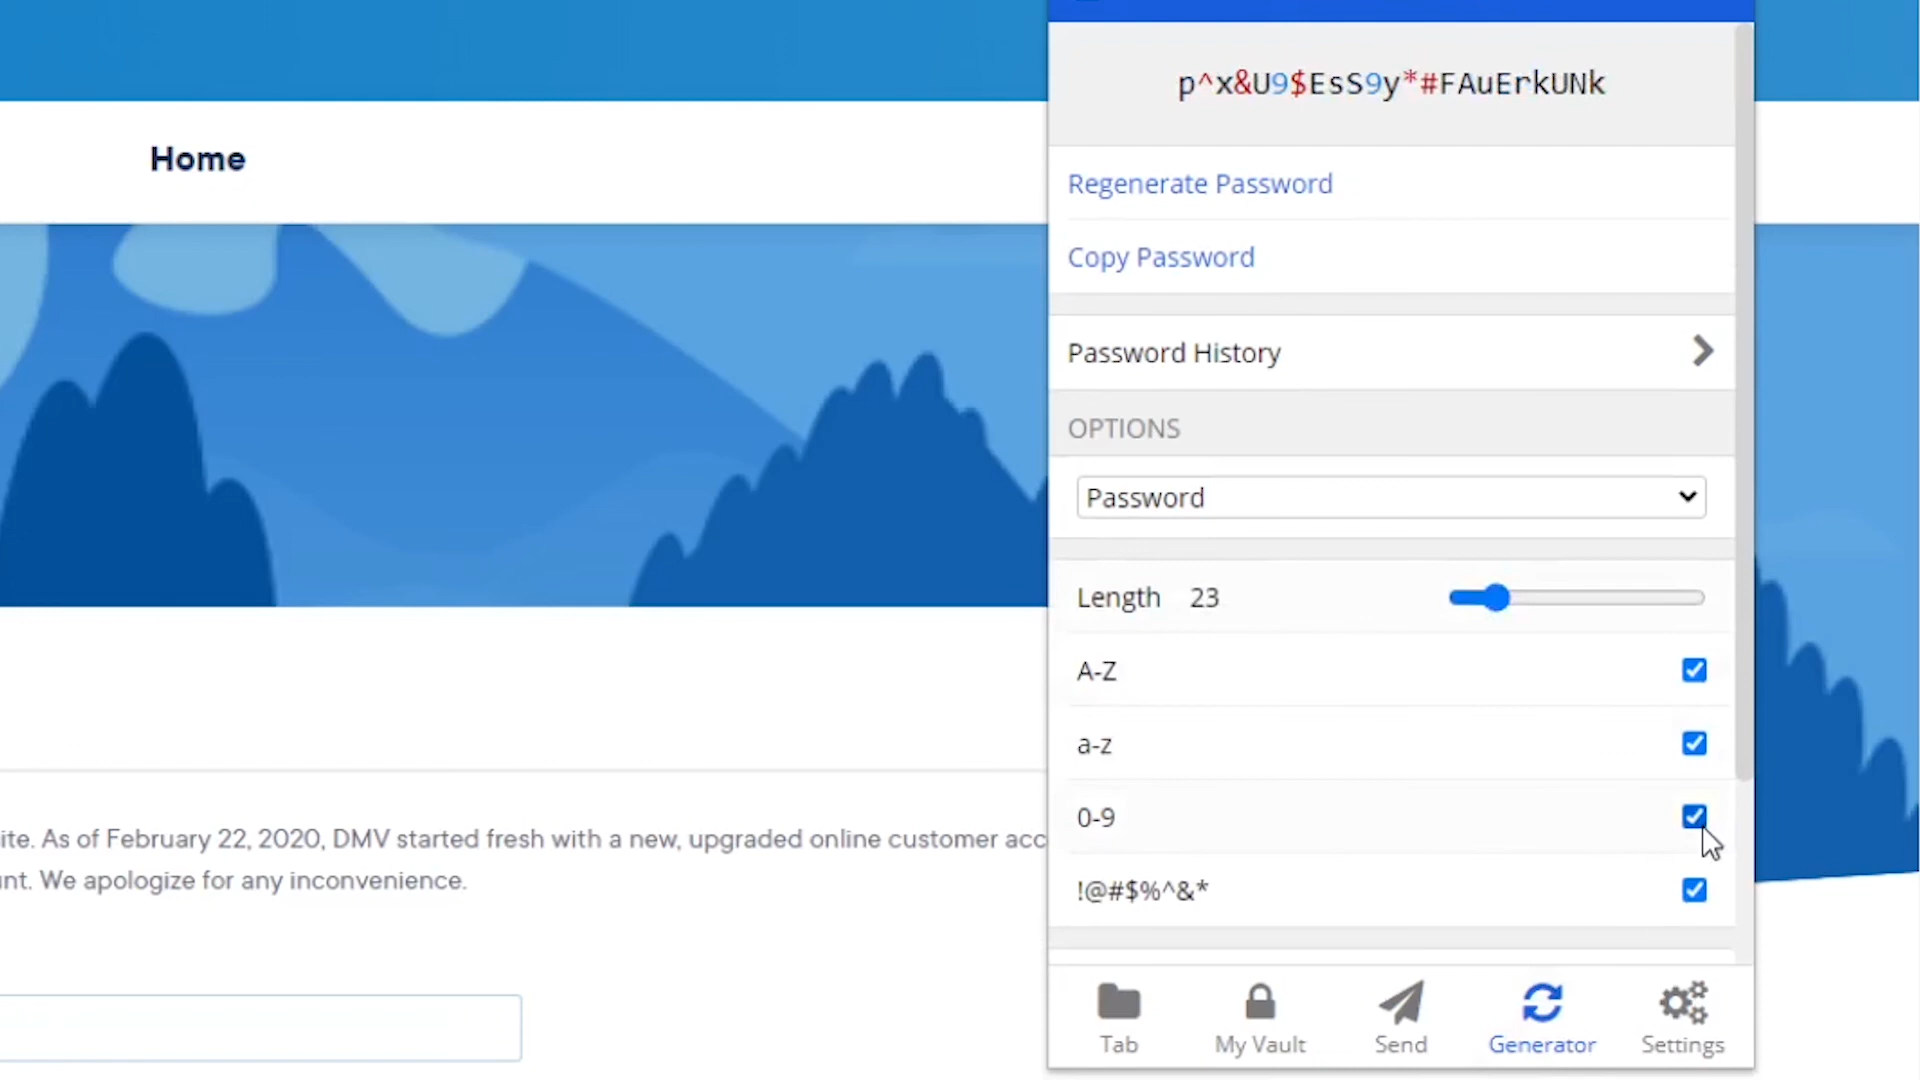 p^x&U9$EsS9y*#FAuErkUNk
Home
Regenerate Password
Copy Password
Password History
OPTIONS
Password
Length 23
A-Z
a-z
0-9
!@#$%^&*
ite. As of February 22, 2020, DMV started fresh with a new, upgraded online customer acc
nt. We apologize for any inconvenience.
Tab
My Vault
Send
Generator
Settings